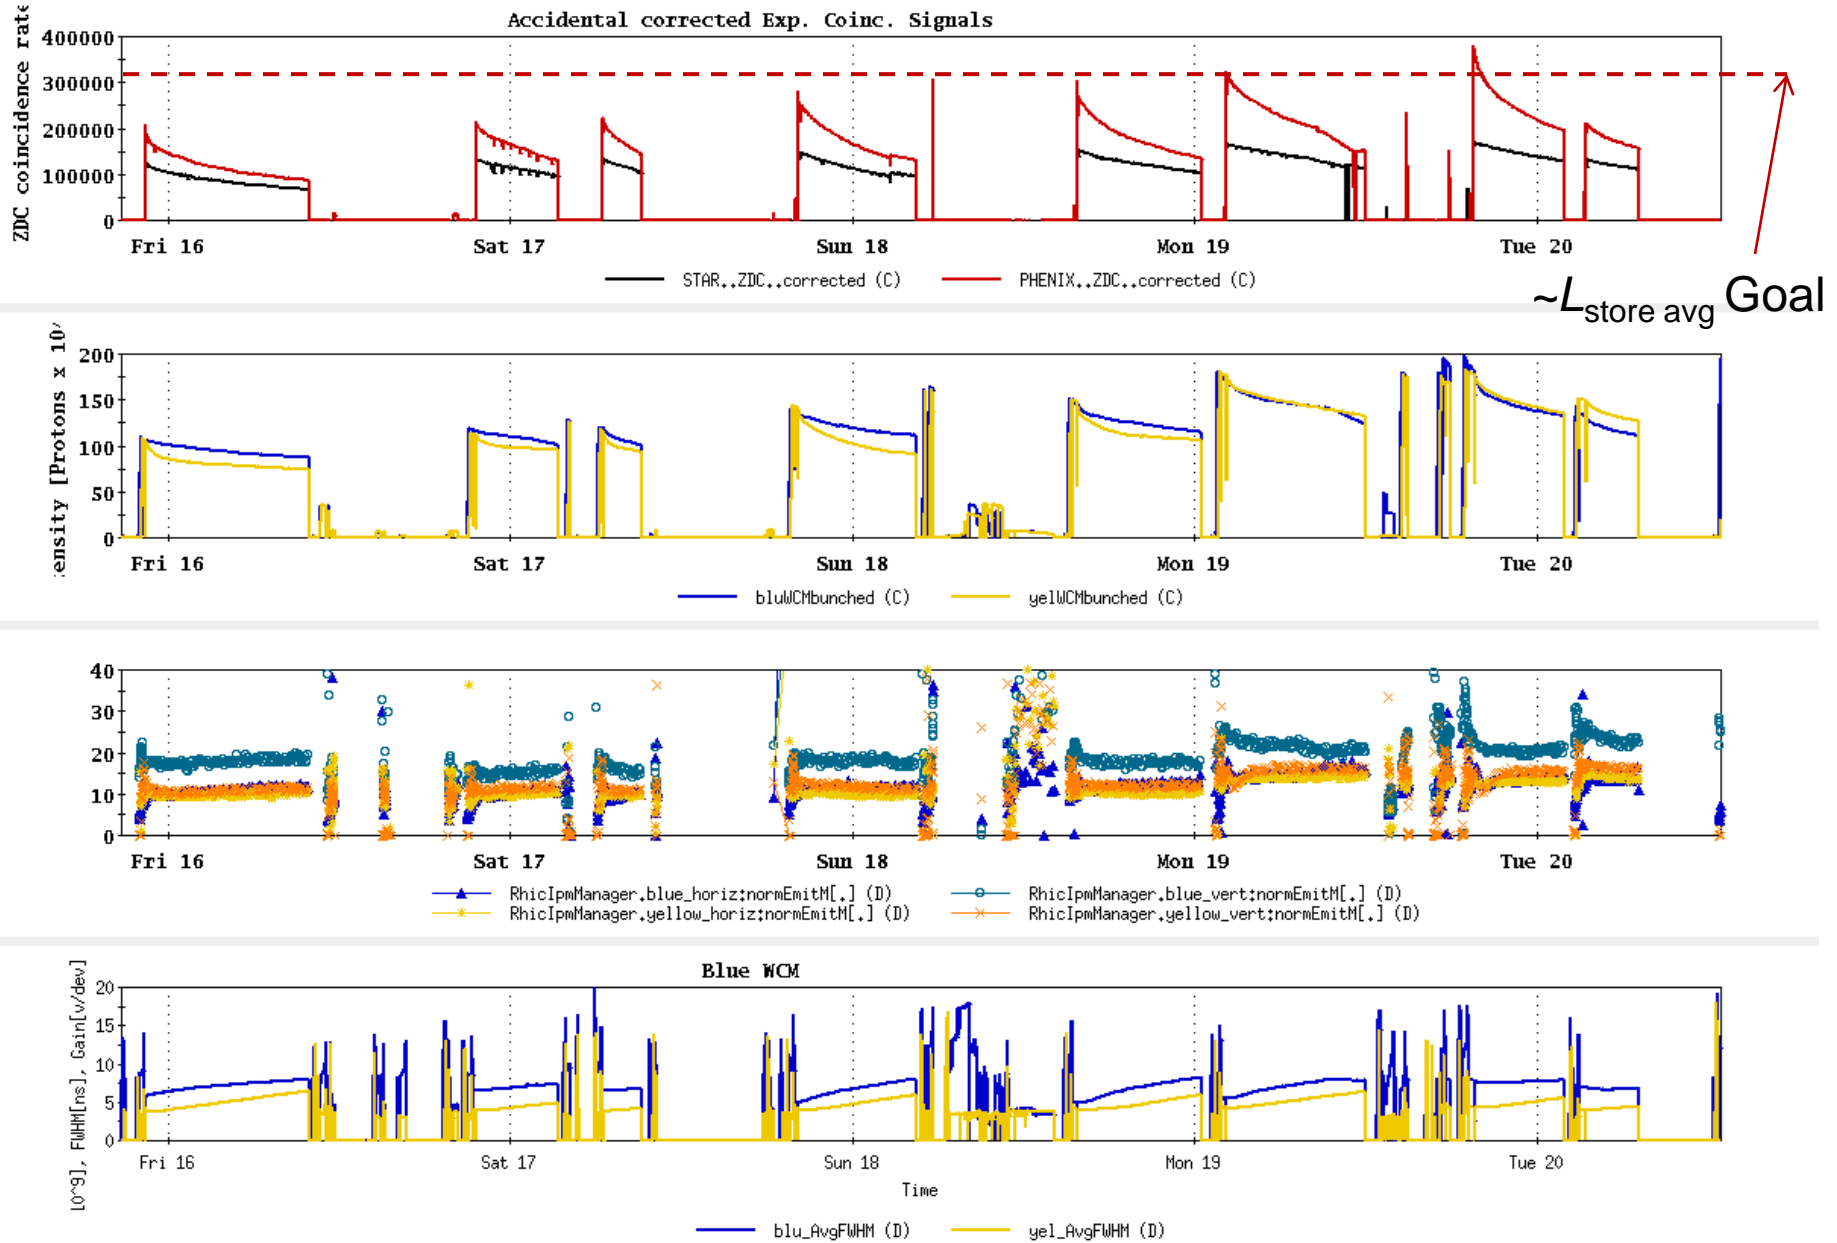 Accidental corrected Exp. Coinc. Signals
ZDC coincidence rate
400000
300000
200000
100000
0
Fri 16 Sat 17 Sun 18 Mon 19 Tue 20
STAR..ZDC..corrected (C) PHENIX..ZDC..corrected (C)
~Lstore avg Goal
[Protons x 10
200
150
100
50
0
Fri 16 Sat 17 Sun 18 Mon 19 Tue 20
bluWCMbunched (C) yelWCMbunched (C)
40
30
20
10
0
Fri 16 Sat 17 Sun 18 Mon 19 Tue 20
RhicIpmManager.blue_horiz:normEmitM[.] (D) RhicIpmManager.blue_vert:normEmitM[.] (D)
RhicIpmManager.yellow_horiz:normEmitM[.] (D) RhicIpmManager.yellow_vert:normEmitM[.] (D)
Blue WCM
FWHM[ns], Gain[v/dev]
20
15
10
5
0
Fri 16 Sat 17 Sun 18 Mon 19 Tue 20
Time
blu_AvgFWHM (D) yel_AvgFWHM (D)